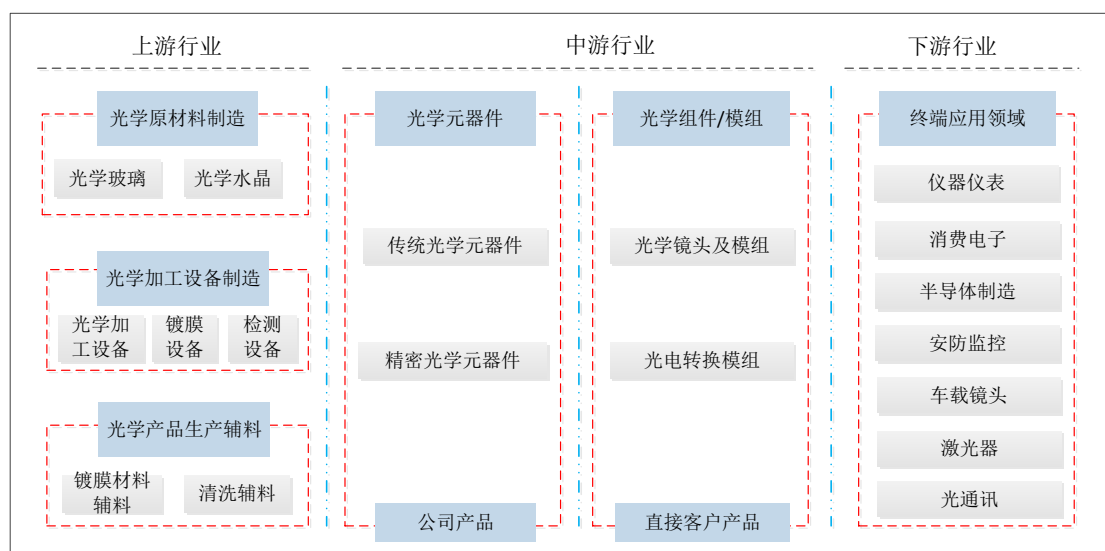 上游行业
中游行业
下游行业
光学原材料制造
光学玻璃
光学水晶
光学加工设备制造
光学加
工设备
镀膜
设备
检测
设备
光学产品生产辅料
镀膜材料
辅料
清洗辅料
光学元器件
传统光学元器件
精密光学元器件
公司产品
光学组件/模组
光学镜头及模组
光电转换模组
直接客户产品
终端应用领域
仪器仪表
消费电子
半导体制造
安防监控
车载镜头
激光器
光通讯